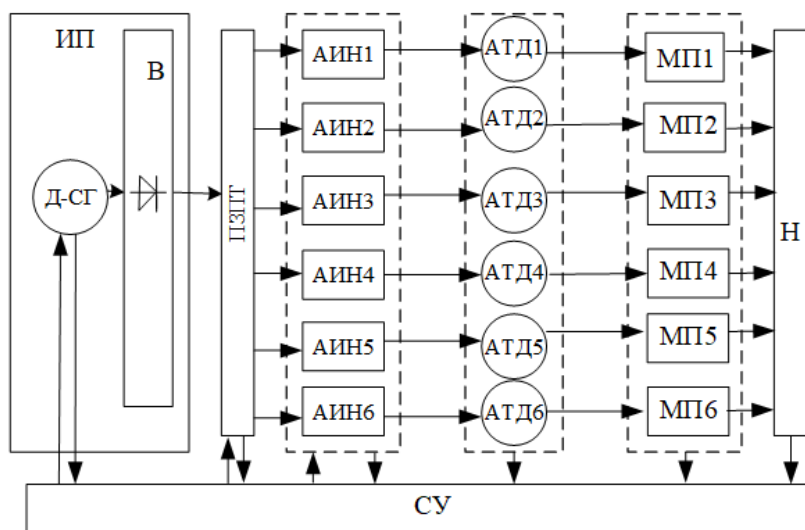 ИП
В
Д-СГ
ПЗПТ
АИН1
АИН2
АИН3
АИН4
АИН5
АИН6
АТД1
АТД2
АТД3
АТД4
АТД5
АТД6
МП1
МП2
МП3
МП4
МП5
МП6
Н
СУ